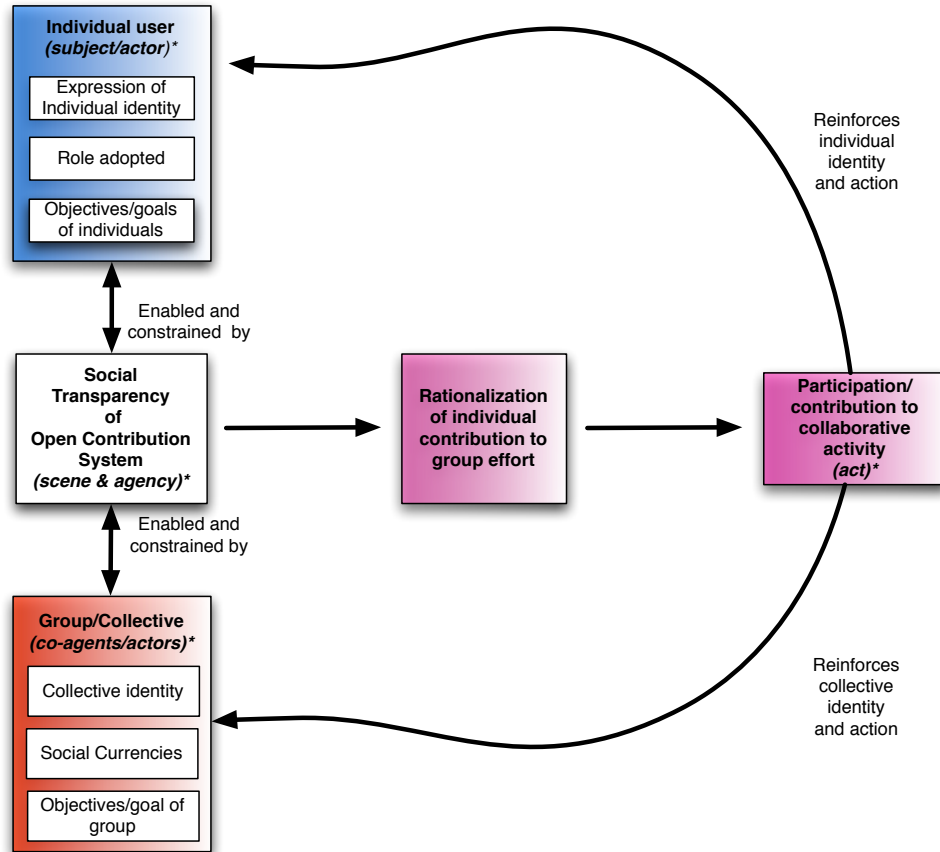 Individual user
(subject/actor)*
Expression of
Individual identity
Role adopted
Objectives/goals
of individuals
Reinforces
individual
identity
and action
Enabled and
constrained by
Social
Transparency
of
Open Contribution
System
(scene & agency)*
Rationalization
of individual
contribution to
group effort
Participation/
contribution to
collaborative
activity
(act)*
Enabled and
constrained by
Group/Collective
(co-agents/actors)*
Collective identity
Social Currencies
Objectives/goal of
group
Reinforces
collective
identity
and action